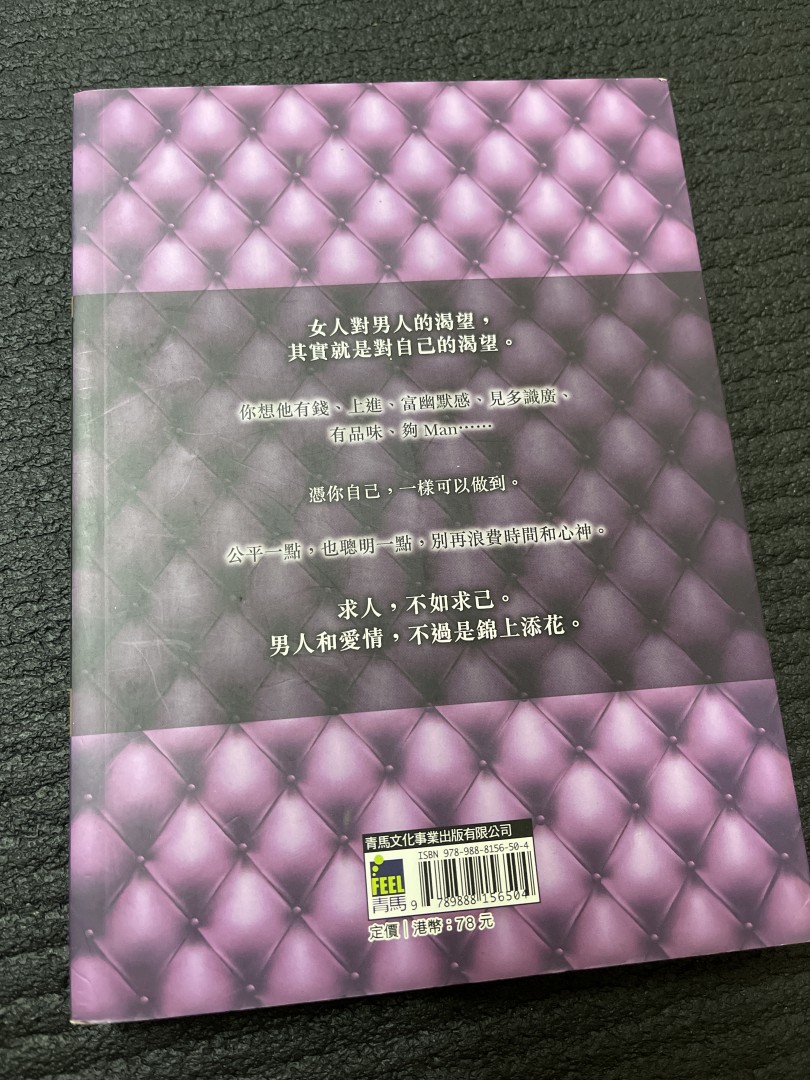 女人對男人的渴望，
其實就是對自己的渴望。
你想他有錢、上進、富幽默感、見多識廣、
有品味、夠Man……
憑你自己，一樣可以做到。
公平一點，也聰明一點，別再浪費時間和心神。
求人，不如求己。
男人和愛情，不過是錦上添花。
青馬文化事業出版有限公司
ISBN 978-988-8156-50-4
FEEL
青馬
9 789888 156504
定價｜港幣：78元